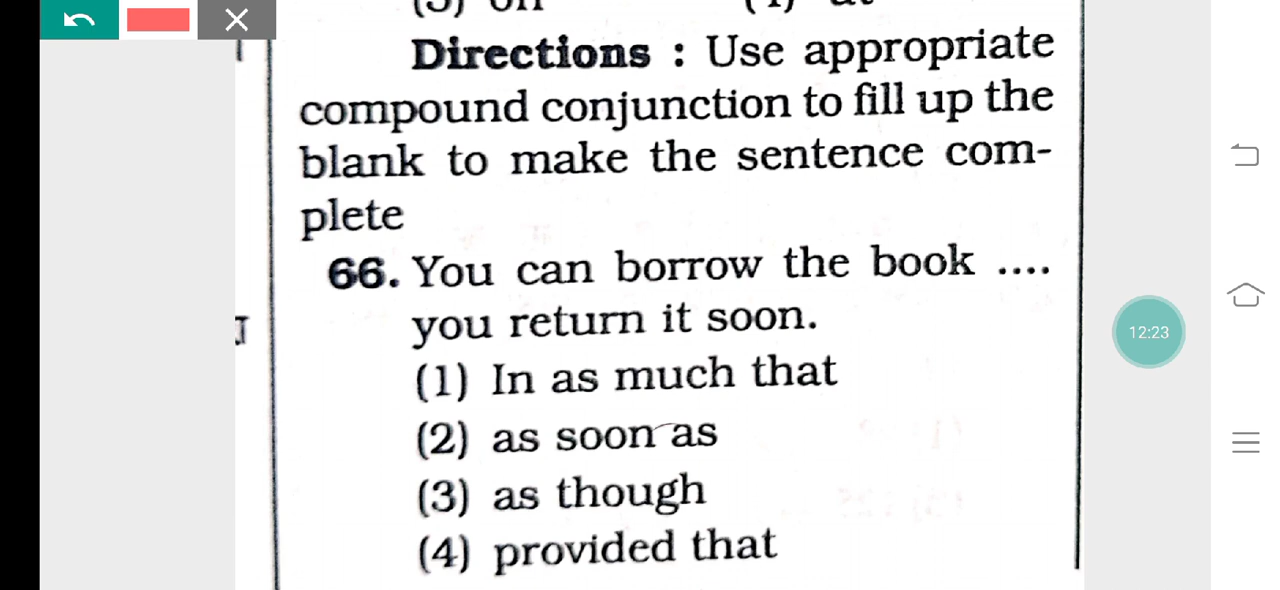 Directions : Use appropriate
compound conjunction to fill up the
blank to make the sentence com-
plete
66. You can borrow the book ....
you return it soon.
(1) In as much that
(2) as soon as
(3) as though
(4) provided that
12:23